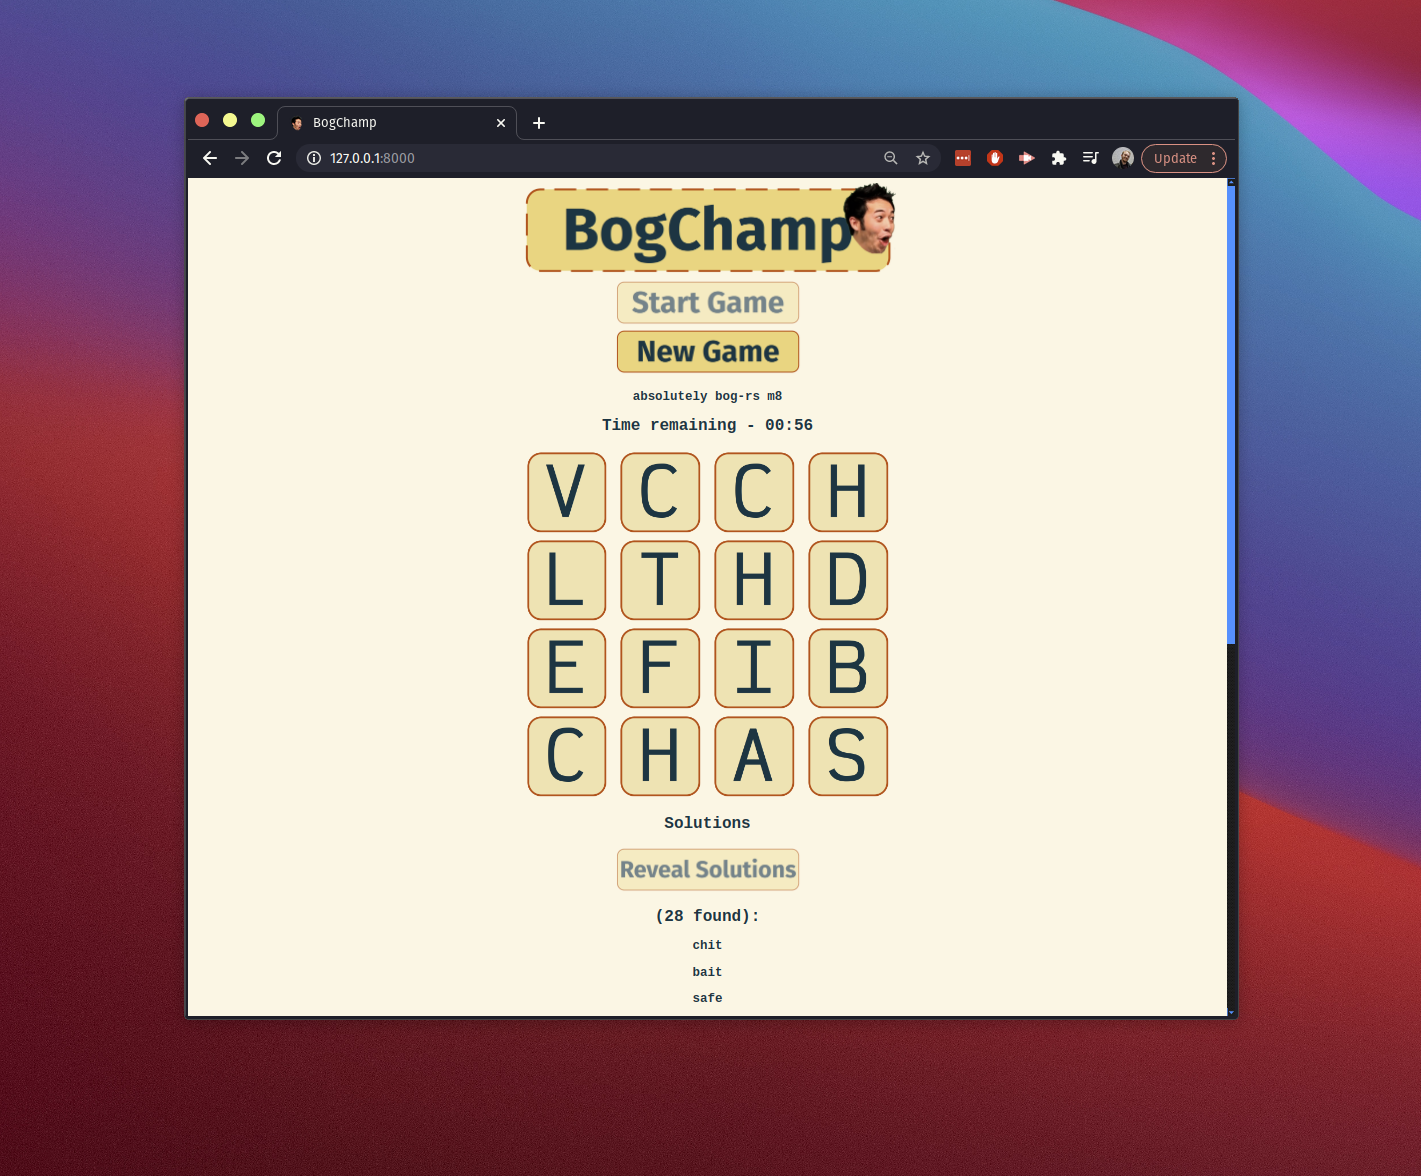 BogChamp
127.0.0.1:8000
Update
BogChamp
Start Game
New Game
absolutely bog-rs m8
Time remaining - 00:56
V C C H
L T H D
E F I B
C H A S
Solutions
Reveal Solutions
(28 found):
chit
bait
safe